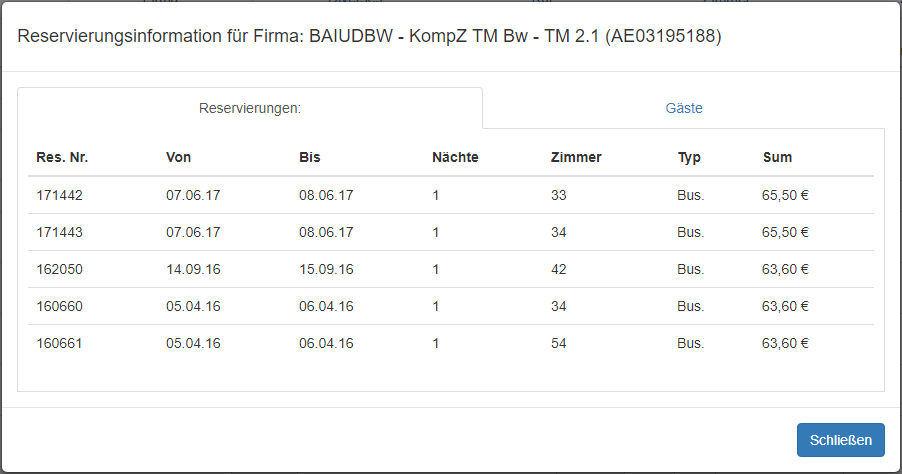 Reservierungsinformation für Firma: BAIUDBW - KompZ TM Bw - TM 2.1 (AE03195188)
Reservierungen: Gäste
Res. Nr. Von Bis Nächte Zimmer Typ Sum
171442 07.06.17 08.06.17 1 33 Bus. 65,50 €
171443 07.06.17 08.06.17 1 34 Bus. 65,50 €
162050 14.09.16 15.09.16 1 42 Bus. 63,60 €
160660 05.04.16 06.04.16 1 34 Bus. 63,60 €
160661 05.04.16 06.04.16 1 54 Bus. 63,60 €
Schließen